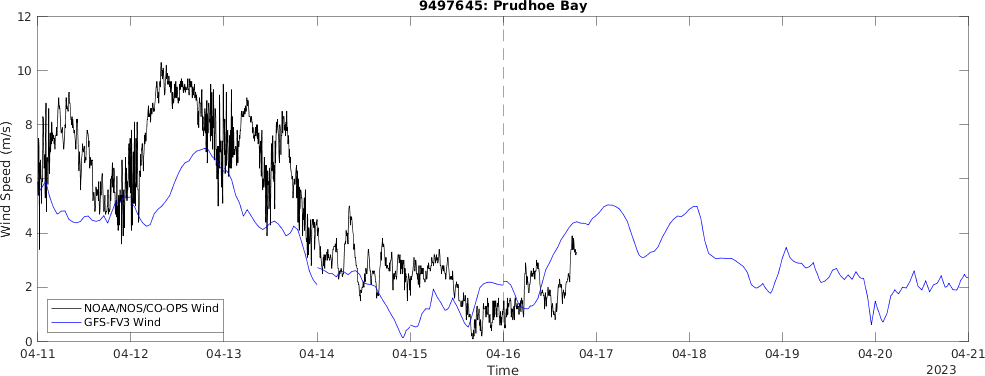 9497645: Prudhoe Bay
12
10
8
6
4
2
0
Wind Speed (m/s)
NOAA/NOS/CO-OPS Wind
GFS-FV3 Wind
04-11 04-12 04-13 04-14 04-15 04-16 04-17 04-18 04-19 04-20 04-21
Time
2023